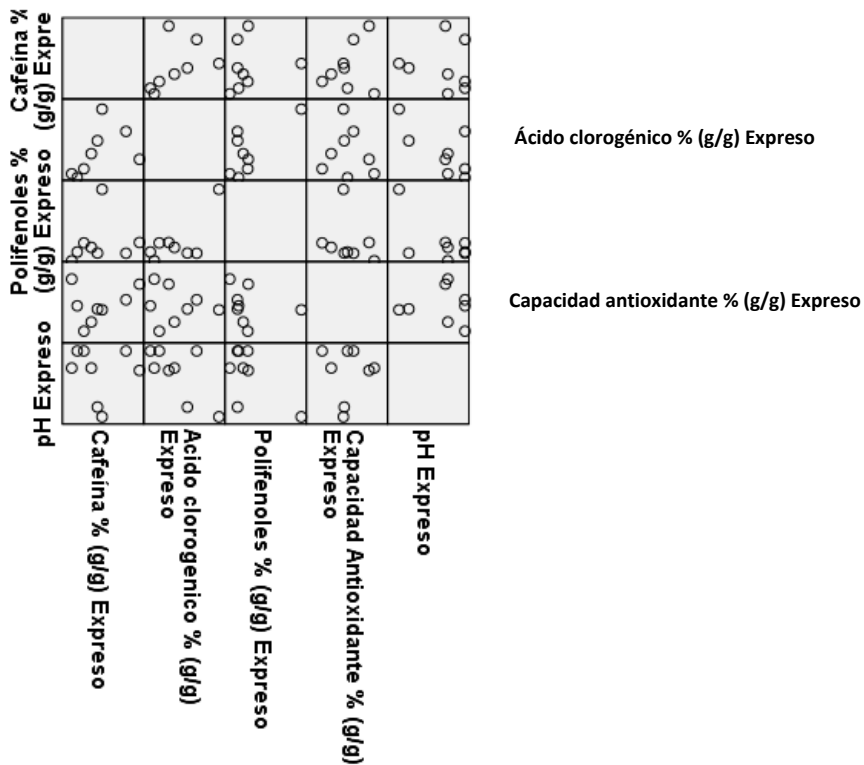 Cafeína %
(g/g) Expre
Ácido clorogénico % (g/g) Expreso
Polifenoles %
(g/g) Expreso
Capacidad antioxidante % (g/g) Expreso
pH Expreso
Cafeína % (g/g) Expreso
Acido clorogenico % (g/g)
Expreso
Polifenoles % (g/g) Expreso
Capacidad Antioxidante % (g/g)
Expreso
pH Expreso